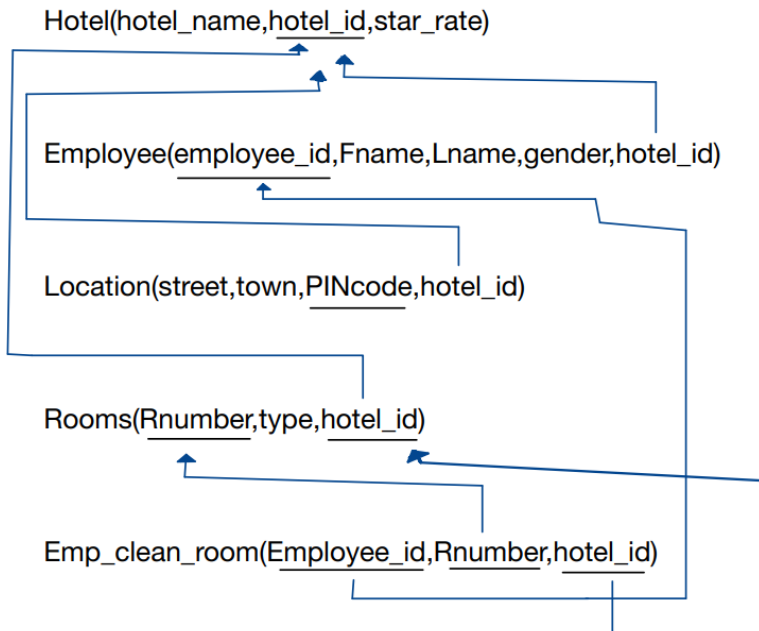 Hotel(hotel_name,hotel_id,star_rate)
Employee(employee_id,Fname,Lname,gender,hotel_id)
Location(street,town,PINcode,hotel_id)
Rooms(Rnumber,type,hotel_id)
Emp_clean_room(Employee_id,Rnumber,hotel_id)